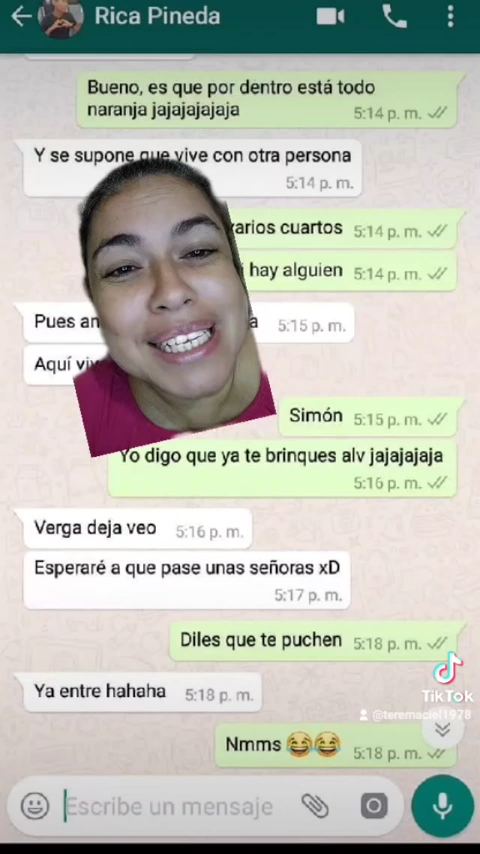 Rica Pineda
Bueno, es que por dentro está todo
naranja jajajajajaja
5:14 p. m.
Y se supone que vive con otra persona
5:14 p. m.
varios cuartos 5:14 p. m.
hay alguien 5:14 p. m.
Pues 5:15 p. m.
Aquí
Simón 5:15 p. m.
Yo digo que ya te brinques alv jajajajaja
5:16 p. m.
Verga deja veo 5:16 p. m.
Esperaré a que pase unas señoras xD
5:17 p. m.
Diles que te puchen 5:18 p. m.
Ya entre hahaha 5:18 p. m.
TikTok
@teremaciel1978
Nmms 😂😂 5:18 p. m.
Escribe un mensaje